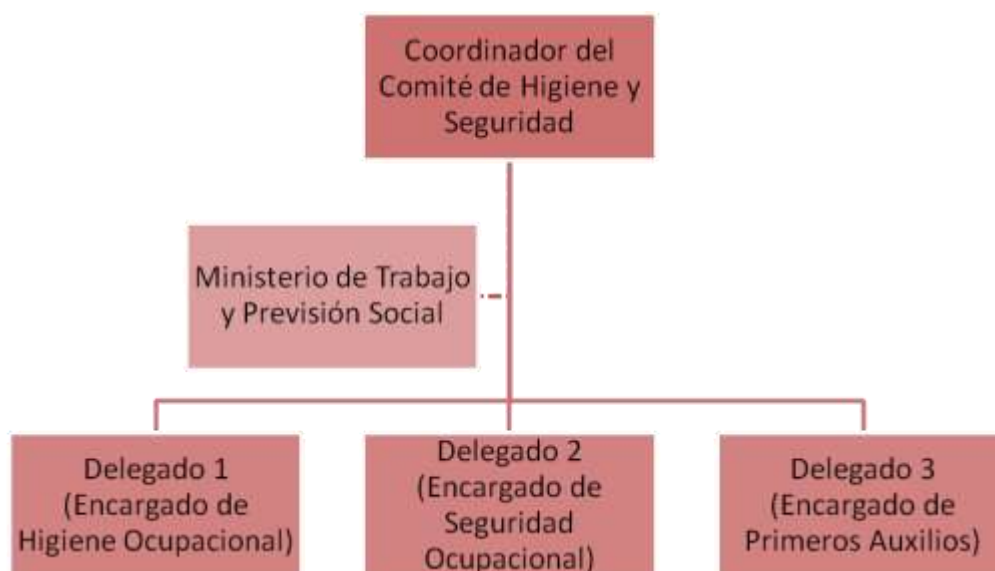 Coordinador del
Comité de Higiene y
Seguridad
Ministerio de Trabajo
y Previsión Social
Delegado 1
(Encargado de
Higiene Ocupacional)
Delegado 2
(Encargado de
Seguridad
Ocupacional)
Delegado 3
(Encargado de
Primeros Auxilios)